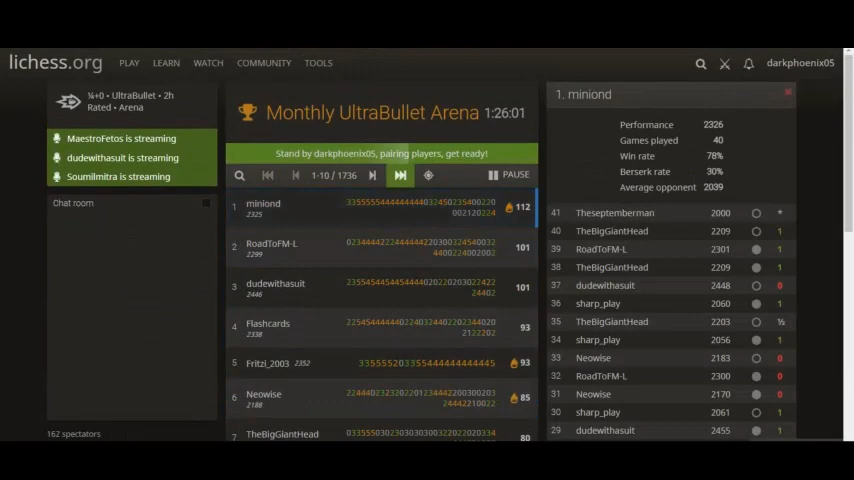 lichess.org PLAY LEARN WATCH COMMUNITY TOOLS darkphoenix05
¼+0 • UltraBullet • 2h
Rated • Arena
MaestroFetos is streaming
dudewithasuit is streaming
Soumilmitra is streaming
Chat room
162 spectators
Monthly UltraBullet Arena 1:26:01
Stand by darkphoenix05, pairing players, get ready!
1-10 / 1736 PAUSE
1 miniond 112
2325
2 RoadToFM-L 101
2299
3 dudewithasuit 101
2446
4 Flashcards 93
2338
5 Fritzi_2003 2352 93
6 Neowise 85
2188
7 TheBigGiantHead 80
1. miniond
Performance 2326
Games played 40
Win rate 78%
Berserk rate 30%
Average opponent 2039
41 Theseptemberman 2000 *
40 TheBigGiantHead 2209 1
39 RoadToFM-L 2301 1
38 TheBigGiantHead 2209 1
37 dudewithasuit 2448 0
36 sharp_play 2060 1
35 TheBigGiantHead 2203 ½
34 sharp_play 2056 1
33 Neowise 2183 0
32 RoadToFM-L 2300 0
31 Neowise 2170 0
30 sharp_play 2061 1
29 dudewithasuit 2455 1